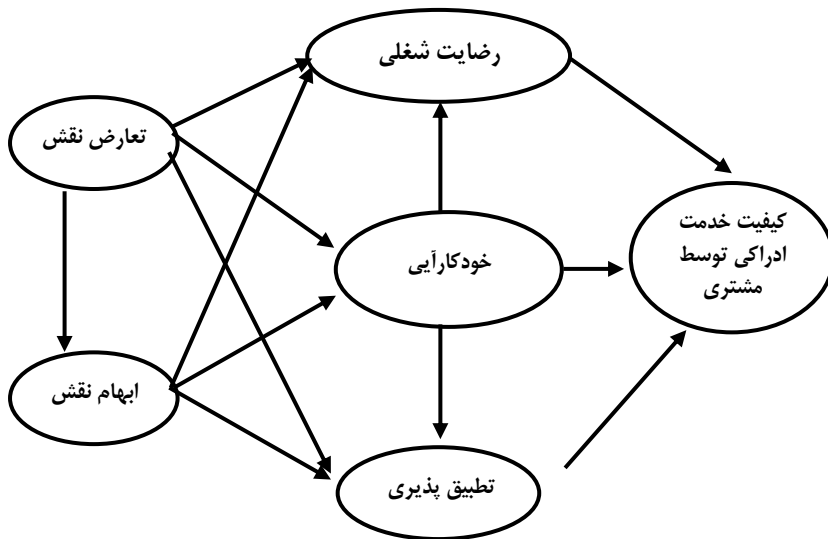 رضایت شغلی
تعارض نقش
کیفیت خدمت
ادراکی توسط
مشتری
خودکارآیی
ابهام نقش
تطبیق پذیری